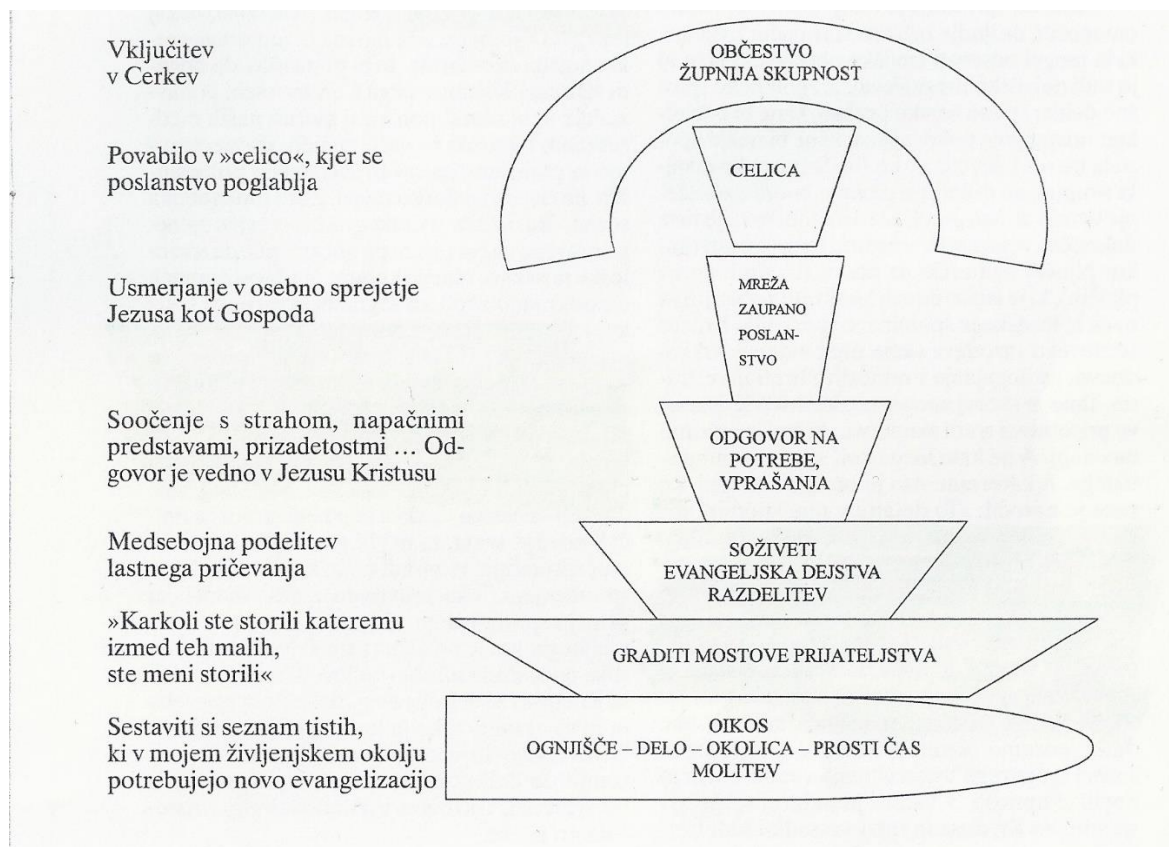 Vključitev
v Cerkev
OBČESTVO
ŽUPNIJA SKUPNOST
Povabilo v »celico«, kjer se
poslanstvo poglablja
CELICA
Usmerjanje v osebno sprejetje
Jezusa kot Gospoda
MREŽA
ZAUPANO
POSLAN-
STVO
Soočenje s strahom, napačnimi
predstavami, prizadetostmi … Od-
govor je vedno v Jezusu Kristusu
ODGOVOR NA
POTREBE,
VPRAŠANJA
Medsebojna podelitev
lastnega pričevanja
SOŽIVETI
EVANGELJSKA DEJSTVA
RAZDELITEV
»Karkoli ste storili kateremu
izmed teh malih,
ste meni storili«
GRADITI MOSTOVE PRIJATELJSTVA
Sestaviti si seznam tistih,
ki v mojem življenjskem okolju
potrebujejo novo evangelizacijo
OIKOS
OGNJIŠČE – DELO – OKOLICA – PROSTI ČAS
MOLITEV